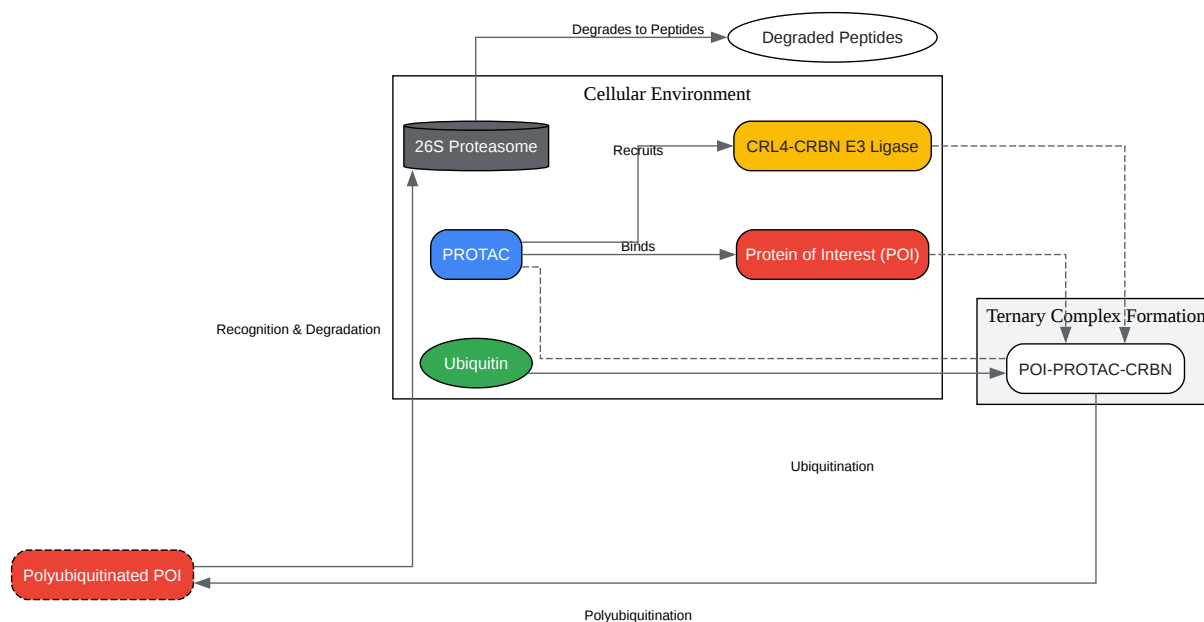 Degrades to Peptides
Degraded Peptides
Cellular Environment
26S Proteasome
Recruits
CRL4-CRBN E3 Ligase
PROTAC
Binds
Protein of Interest (POI)
Recognition & Degradation
Ternary Complex Formation
Ubiquitin
POI-PROTAC-CRBN
Ubiquitination
Polyubiquitinated POI
Polyubiquitination